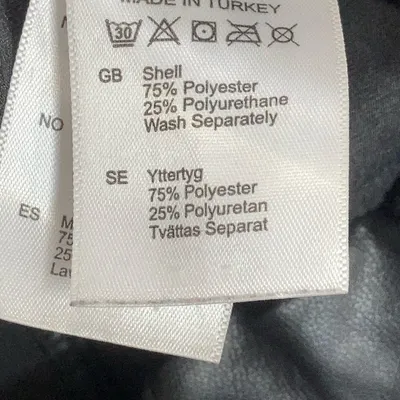 MADE IN TURKEY
30
GB Shell
75% Polyester
25% Polyurethane
Wash Separately
SE Yttertyg
75% Polyester
25% Polyuretan
Tvättas Separat
NO
ES